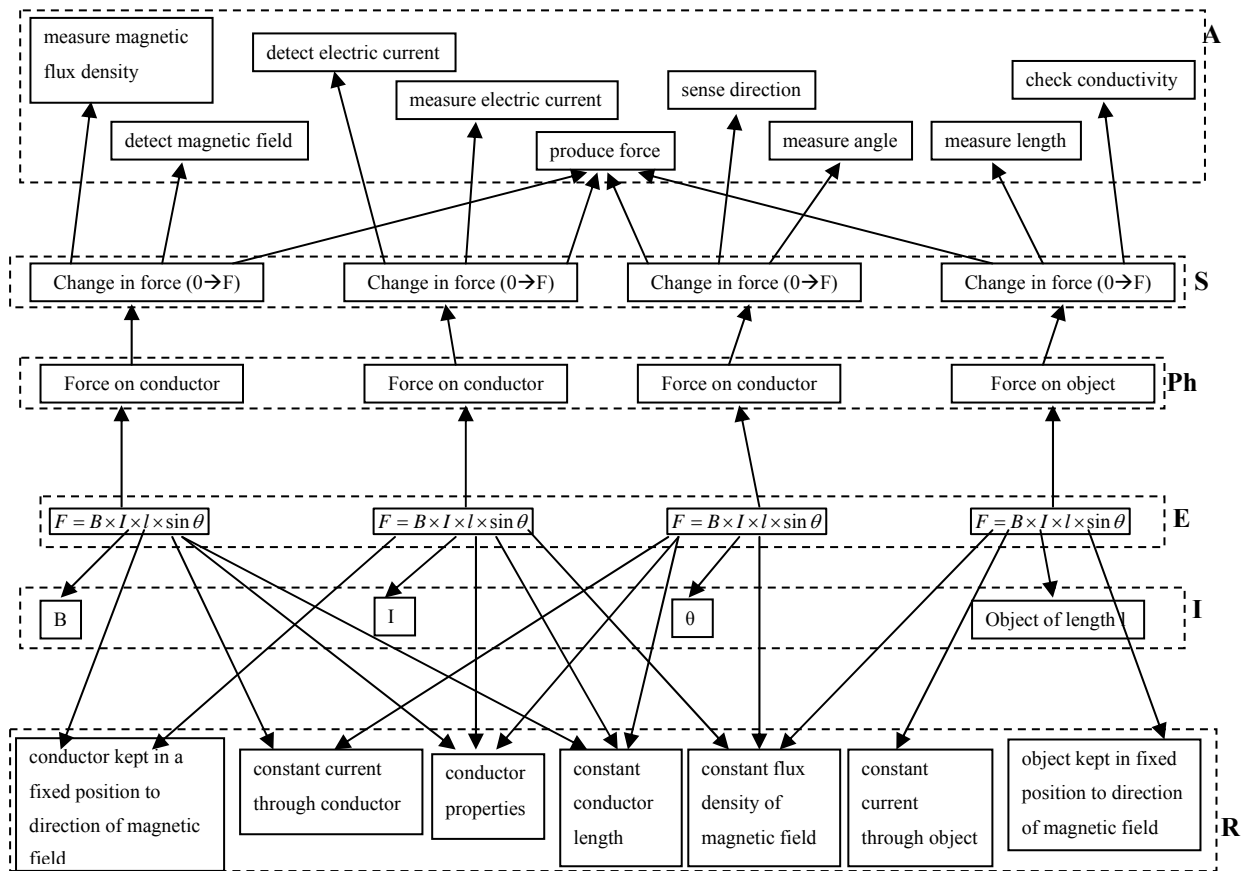 A
measure magnetic
flux density
detect electric current
measure electric current
sense direction
check conductivity
detect magnetic field
produce force
measure angle
measure length
Change in force (0→F)
Change in force (0→F)
Change in force (0→F)
Change in force (0→F)
S
Force on conductor
Force on conductor
Force on conductor
Force on object
Ph
F = B × I × l × sin θ
F = B × I × l × sin θ
F = B × I × l × sin θ
F = B × I × l × sin θ
E
B
I
θ
Object of length l
I
conductor kept in a
fixed position to
direction of magnetic
field
constant current
through conductor
conductor
properties
constant
conductor
length
constant flux
density of
magnetic field
constant
current
through object
object kept in fixed
position to direction
of magnetic field
R